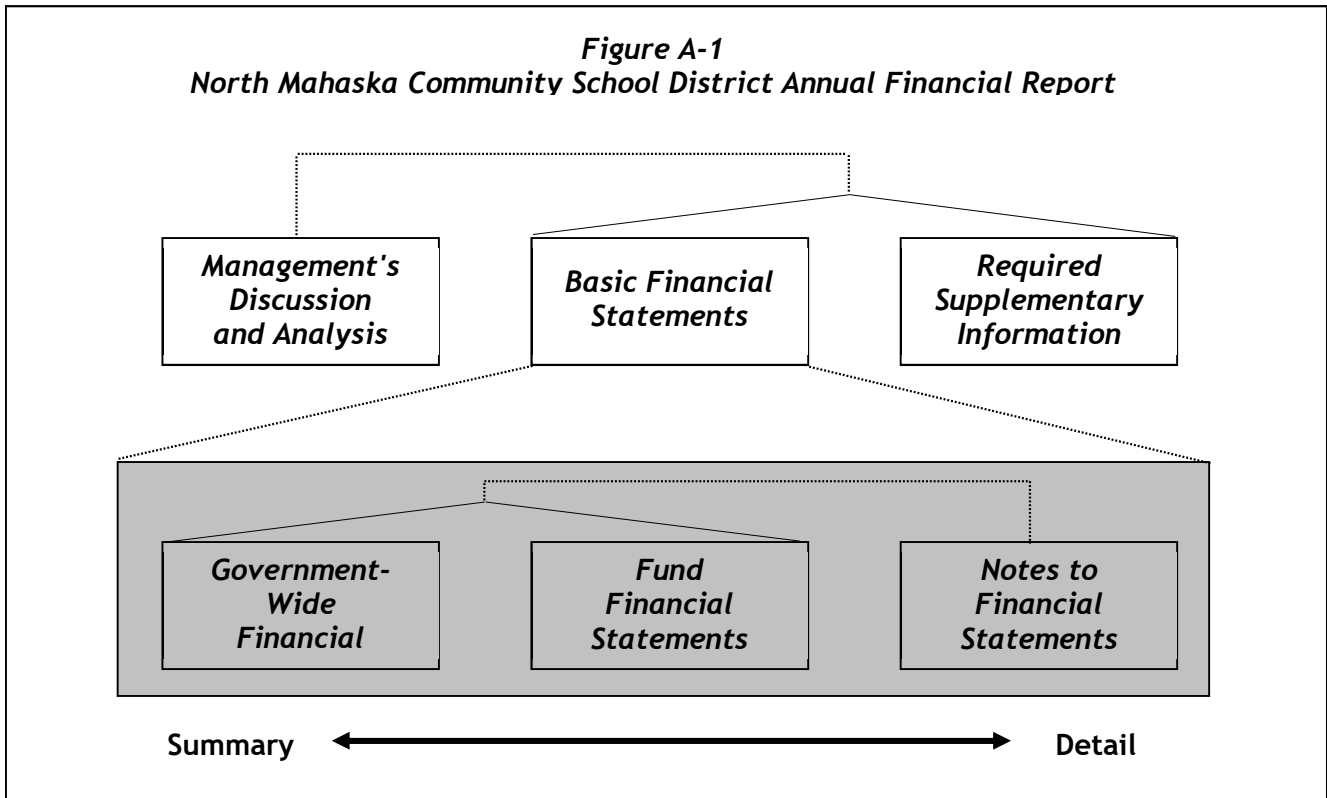 Figure A-1
North Mahaska Community School District Annual Financial Report
Management's
Discussion
and Analysis
Basic Financial
Statements
Required
Supplementary
Information
Government-
Wide
Financial
Fund
Financial
Statements
Notes to
Financial
Statements
Summary
Detail